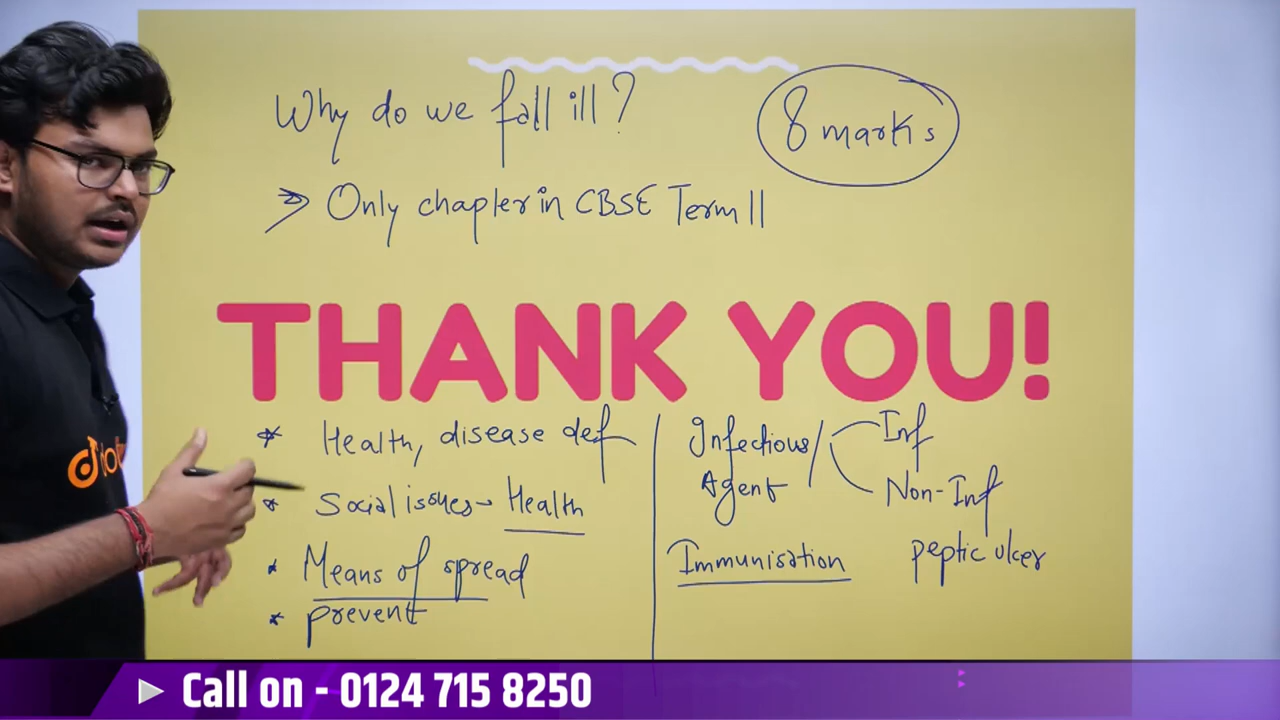 Why do we fall ill?
8 marks
Only chapter in CBSE Term II
THANK YOU!
* Health, disease def
* Social issues - Health
* Means of spread
* prevent
Infectious / Inf
Agent Non-Inf
Immunisation peptic ulcer
Call on - 0124 715 8250